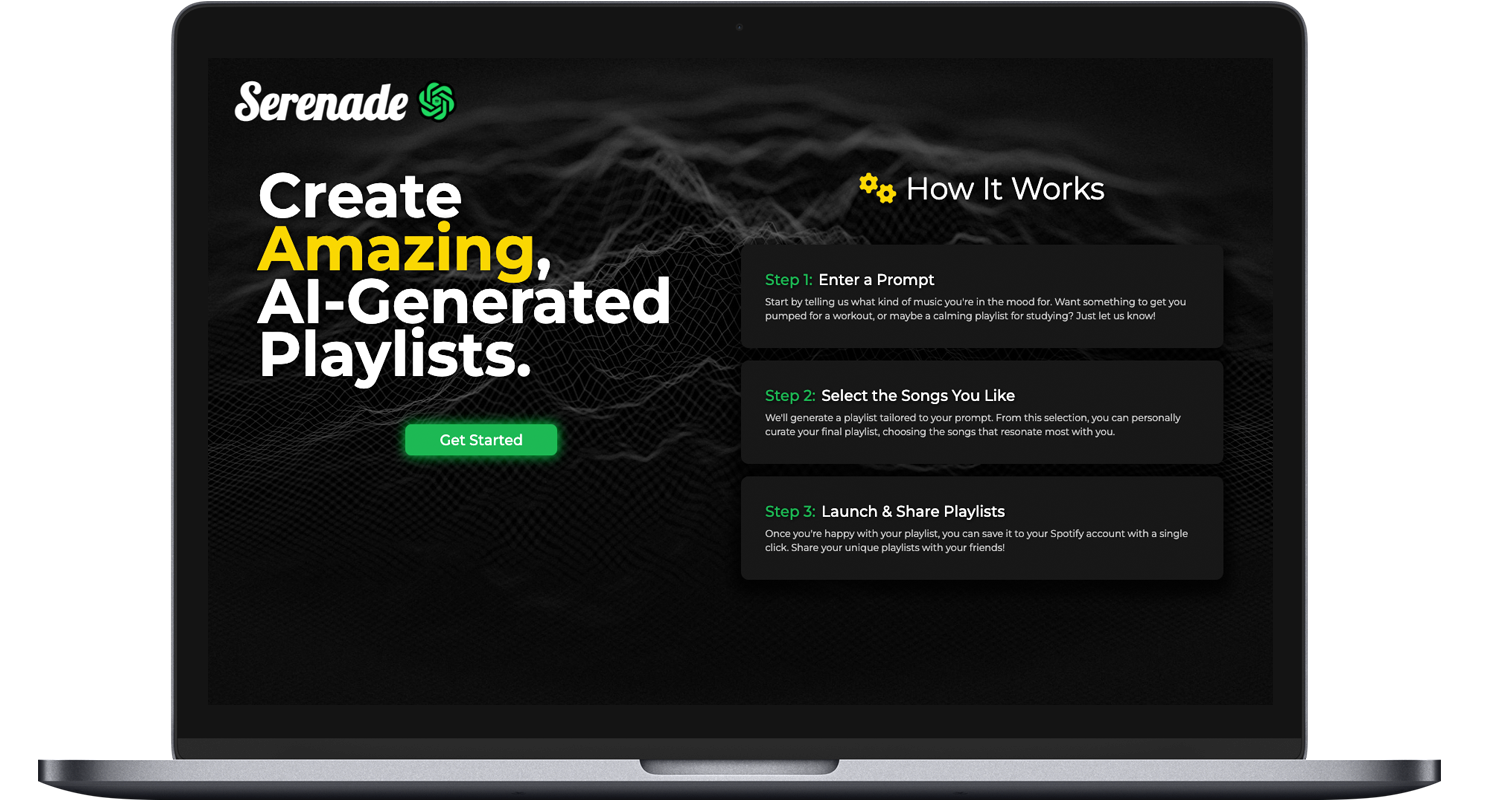 Serenade
Create
Amazing,
AI-Generated
Playlists.
Get Started
How It Works
Step 1: Enter a Prompt
Start by telling us what kind of music you're in the mood for. Want something to get you
pumped for a workout, or maybe a calming playlist for studying? Just let us know!
Step 2: Select the Songs You Like
We'll generate a playlist tailored to your prompt. From this selection, you can personally
curate your final playlist, choosing the songs that resonate most with you.
Step 3: Launch & Share Playlists
Once you're happy with your playlist, you can save it to your Spotify account with a single
click. Share your unique playlists with your friends!